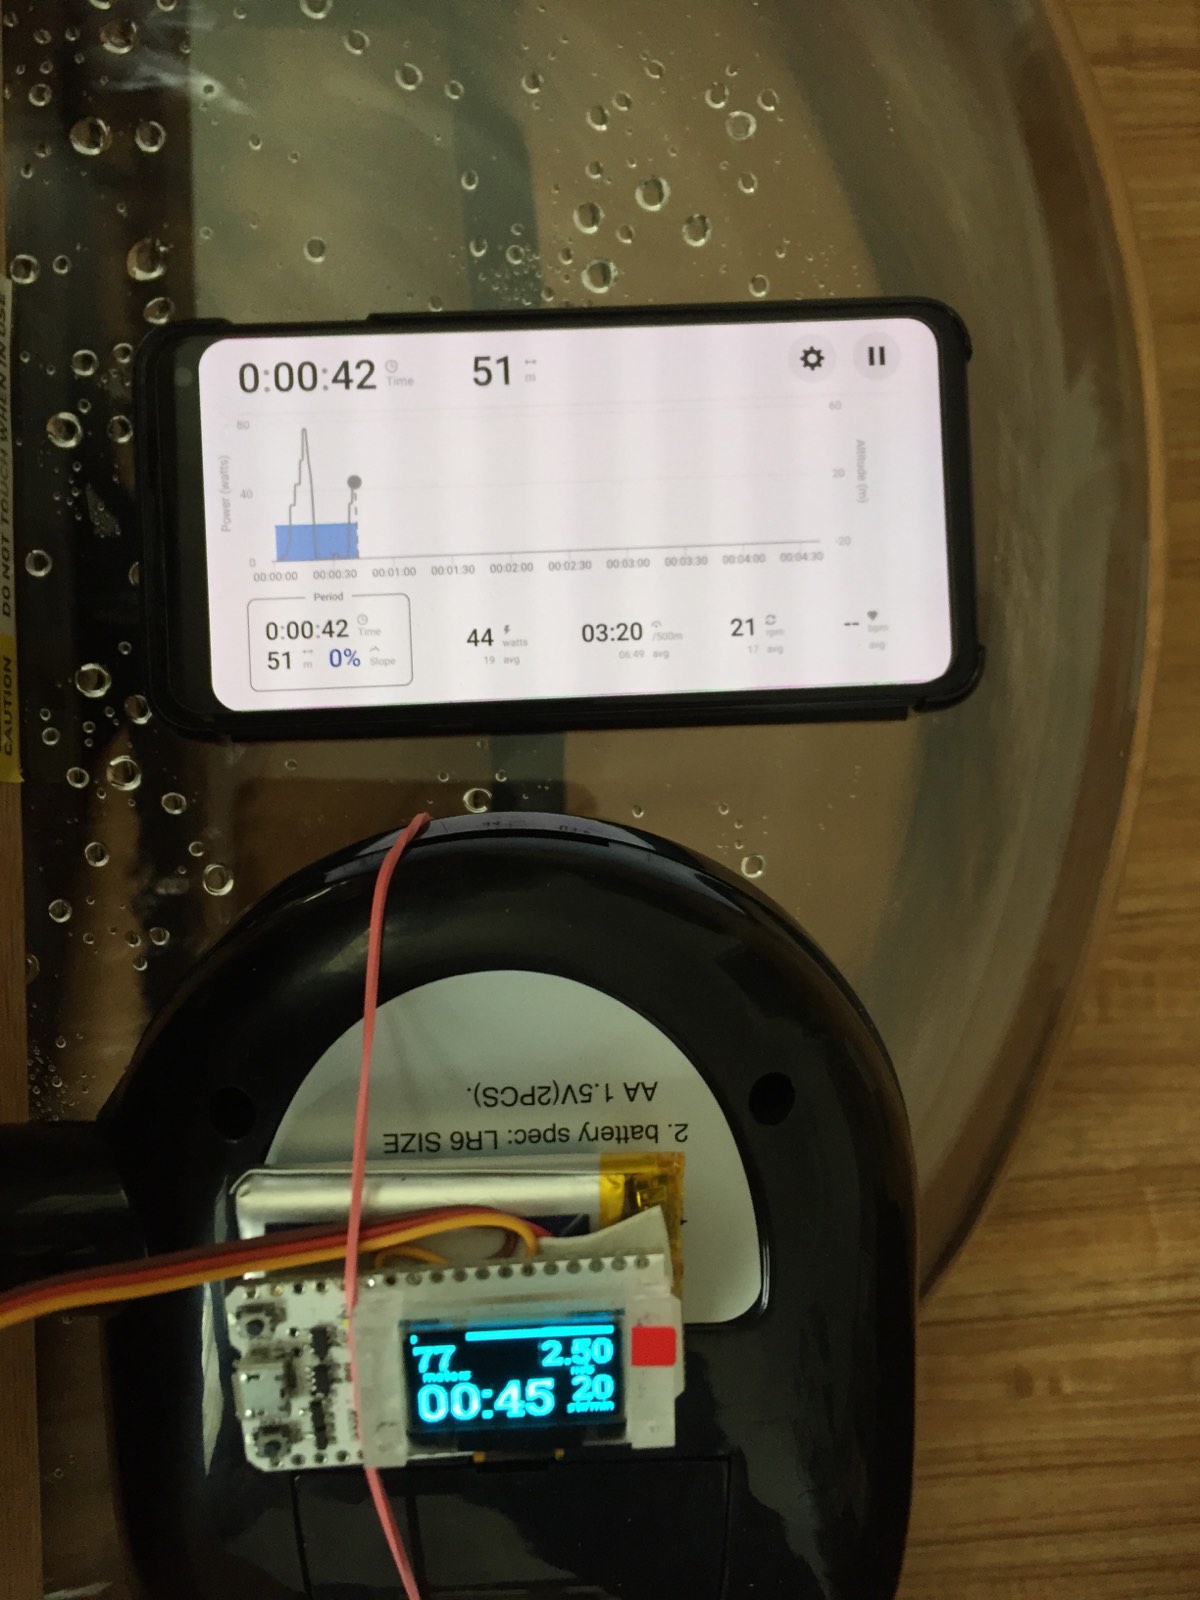 0:00:42 Time
51 m
80
40
0
Power (watts)
60
20
-20
Altitude (m)
00:00:00 00:00:30 00:01:00 00:01:30 00:02:00 00:02:30 00:03:00 00:03:30 00:04:00 00:04:30
Period
0:00:42 Time
51 m 0% Slope
44 watts
19 avg
03:20 /500m
06:49 avg
21 rpm
17 avg
-- bpm
avg
CAUTION DO NOT TOUCH WHEN IN USE
2. battery spec: LR6 SIZE
AA 1.5V(2PCS).
77 2.50
meters
00:45 20